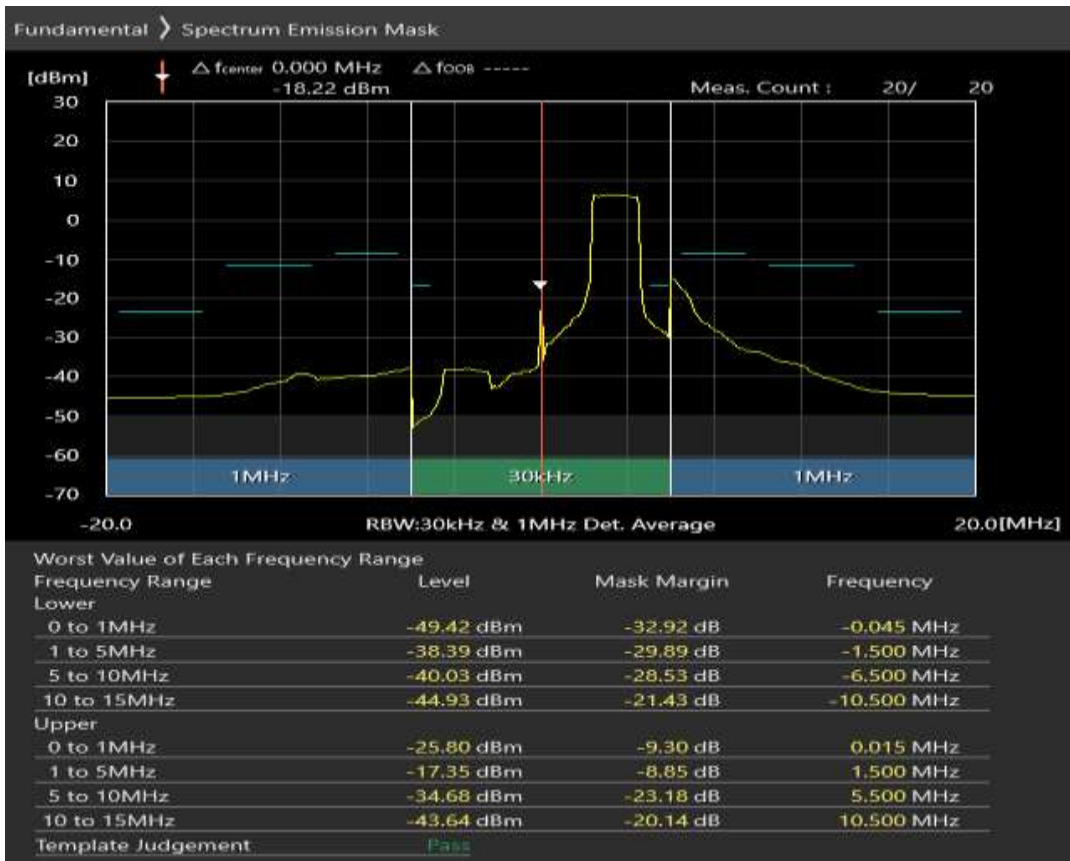 Fundamental 〉 Spectrum Emission Mask
[dBm] △ fcenter 0.000 MHz △ fOOB -----
-18.22 dBm Meas. Count : 20/ 20
30
20
10
0
-10
-20
-30
-40
-50
-60
-70
1MHz 30kHz 1MHz
-20.0 RBW:30kHz & 1MHz Det. Average 20.0[MHz]
Worst Value of Each Frequency Range
Frequency Range Level Mask Margin Frequency
Lower
0 to 1MHz -49.42 dBm -32.92 dB -0.045 MHz
1 to 5MHz -38.39 dBm -29.89 dB -1.500 MHz
5 to 10MHz -40.03 dBm -28.53 dB -6.500 MHz
10 to 15MHz -44.93 dBm -21.43 dB -10.500 MHz
Upper
0 to 1MHz -25.80 dBm -9.30 dB 0.015 MHz
1 to 5MHz -17.35 dBm -8.85 dB 1.500 MHz
5 to 10MHz -34.68 dBm -23.18 dB 5.500 MHz
10 to 15MHz -43.64 dBm -20.14 dB 10.500 MHz
Template Judgement Pass